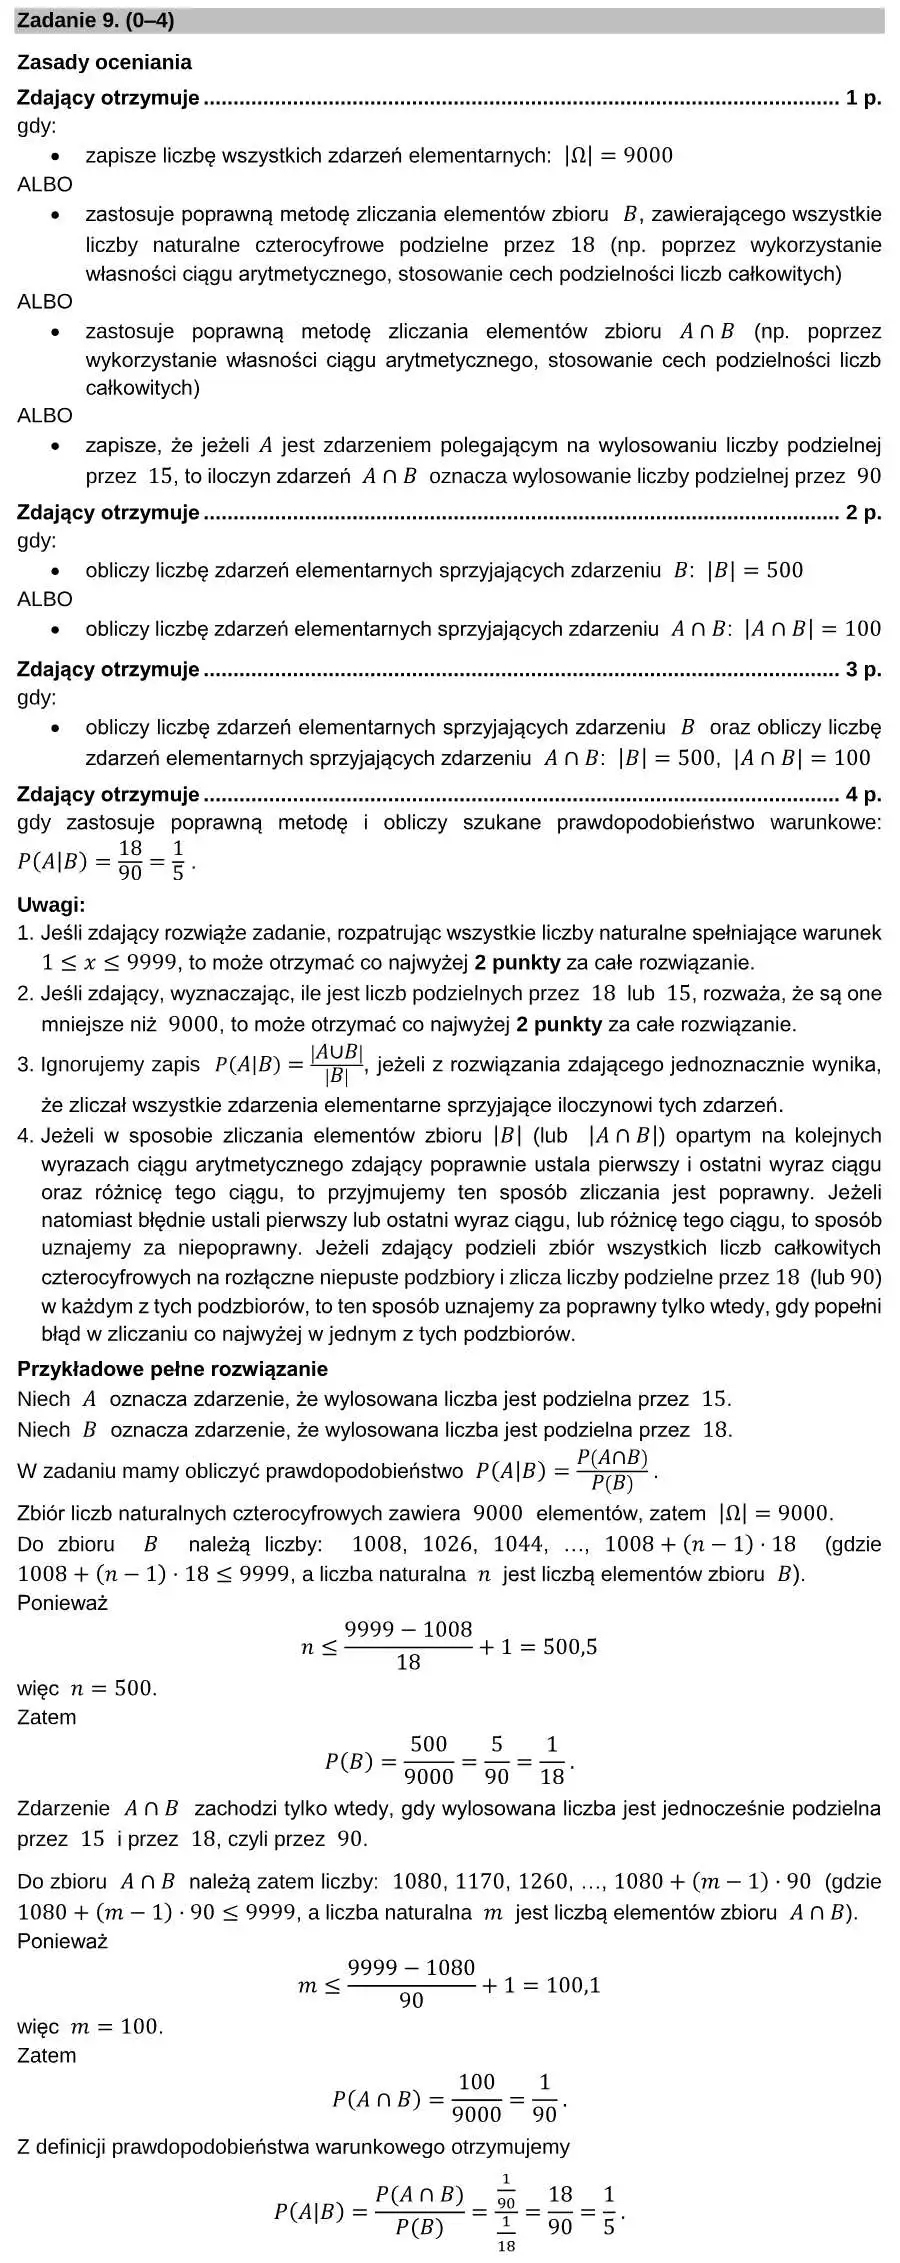 Zadanie 9. (0–4)
Zasady oceniania
Zdający otrzymuje ........................................................................................................... 1 p.
gdy:
• zapisze liczbę wszystkich zdarzeń elementarnych: |Ω| = 9000
ALBO
• zastosuje poprawną metodę zliczania elementów zbioru B, zawierającego wszystkie
liczby naturalne czterocyfrowe podzielne przez 18 (np. poprzez wykorzystanie
własności ciągu arytmetycznego, stosowanie cech podzielności liczb całkowitych)
ALBO
• zastosuje poprawną metodę zliczania elementów zbioru A ∩ B (np. poprzez
wykorzystanie własności ciągu arytmetycznego, stosowanie cech podzielności liczb
całkowitych)
ALBO
• zapisze, że jeżeli A jest zdarzeniem polegającym na wylosowaniu liczby podzielnej
przez 15, to iloczyn zdarzeń A ∩ B oznacza wylosowanie liczby podzielnej przez 90
Zdający otrzymuje ........................................................................................................... 2 p.
gdy:
• obliczy liczbę zdarzeń elementarnych sprzyjających zdarzeniu B: |B| = 500
ALBO
• obliczy liczbę zdarzeń elementarnych sprzyjających zdarzeniu A ∩ B: |A ∩ B| = 100
Zdający otrzymuje ........................................................................................................... 3 p.
gdy:
• obliczy liczbę zdarzeń elementarnych sprzyjających zdarzeniu B oraz obliczy liczbę
zdarzeń elementarnych sprzyjających zdarzeniu A ∩ B: |B| = 500, |A ∩ B| = 100
Zdający otrzymuje ........................................................................................................... 4 p.
gdy zastosuje poprawną metodę i obliczy szukane prawdopodobieństwo warunkowe:
P(A|B) = 18/90 = 1/5 .
Uwagi:
1. Jeśli zdający rozwiąże zadanie, rozpatrując wszystkie liczby naturalne spełniające warunek
1 ≤ x ≤ 9999, to może otrzymać co najwyżej 2 punkty za całe rozwiązanie.
2. Jeśli zdający, wyznaczając, ile jest liczb podzielnych przez 18 lub 15, rozważa, że są one
mniejsze niż 9000, to może otrzymać co najwyżej 2 punkty za całe rozwiązanie.
3. Ignorujemy zapis P(A|B) = |A∪B|/|B|, jeżeli z rozwiązania zdającego jednoznacznie wynika,
że zliczał wszystkie zdarzenia elementarne sprzyjające iloczynowi tych zdarzeń.
4. Jeżeli w sposobie zliczania elementów zbioru |B| (lub |A ∩ B|) opartym na kolejnych
wyrazach ciągu arytmetycznego zdający poprawnie ustala pierwszy i ostatni wyraz ciągu
oraz różnicę tego ciągu, to przyjmujemy ten sposób zliczania jest poprawny. Jeżeli
natomiast błędnie ustali pierwszy lub ostatni wyraz ciągu, lub różnicę tego ciągu, to sposób
uznajemy za niepoprawny. Jeżeli zdający podzieli zbiór wszystkich liczb całkowitych
czterocyfrowych na rozłączne niepuste podzbiory i zlicza liczby podzielne przez 18 (lub 90)
w każdym z tych podzbiorów, to ten sposób uznajemy za poprawny tylko wtedy, gdy popełni
błąd w zliczaniu co najwyżej w jednym z tych podzbiorów.
Przykładowe pełne rozwiązanie
Niech A oznacza zdarzenie, że wylosowana liczba jest podzielna przez 15.
Niech B oznacza zdarzenie, że wylosowana liczba jest podzielna przez 18.
W zadaniu mamy obliczyć prawdopodobieństwo P(A|B) = P(A∩B)/P(B) .
Zbiór liczb naturalnych czterocyfrowych zawiera 9000 elementów, zatem |Ω| = 9000.
Do zbioru B należą liczby: 1008, 1026, 1044, …, 1008 + (n − 1) · 18 (gdzie
1008 + (n − 1) · 18 ≤ 9999, a liczba naturalna n jest liczbą elementów zbioru B).
Ponieważ
n ≤ (9999 − 1008)/18 + 1 = 500,5
więc n = 500.
Zatem
P(B) = 500/9000 = 5/90 = 1/18 .
Zdarzenie A ∩ B zachodzi tylko wtedy, gdy wylosowana liczba jest jednocześnie podzielna
przez 15 i przez 18, czyli przez 90.
Do zbioru A ∩ B należą zatem liczby: 1080, 1170, 1260, …, 1080 + (m − 1) · 90 (gdzie
1080 + (m − 1) · 90 ≤ 9999, a liczba naturalna m jest liczbą elementów zbioru A ∩ B).
Ponieważ
m ≤ (9999 − 1080)/90 + 1 = 100,1
więc m = 100.
Zatem
P(A ∩ B) = 100/9000 = 1/90 .
Z definicji prawdopodobieństwa warunkowego otrzymujemy
P(A|B) = P(A ∩ B)/P(B) = (1/90)/(1/18) = 18/90 = 1/5 .